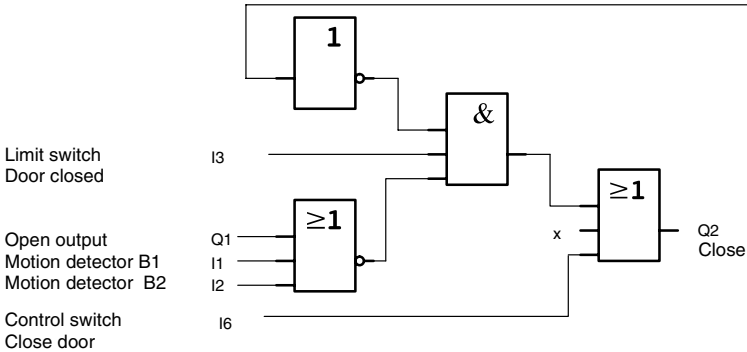 1
&
Limit switch I3
Door closed
≥1
≥1
Open output Q1
x
Q2
Motion detector B1 I1
Close
Motion detector B2 I2
Control switch I6
Close door